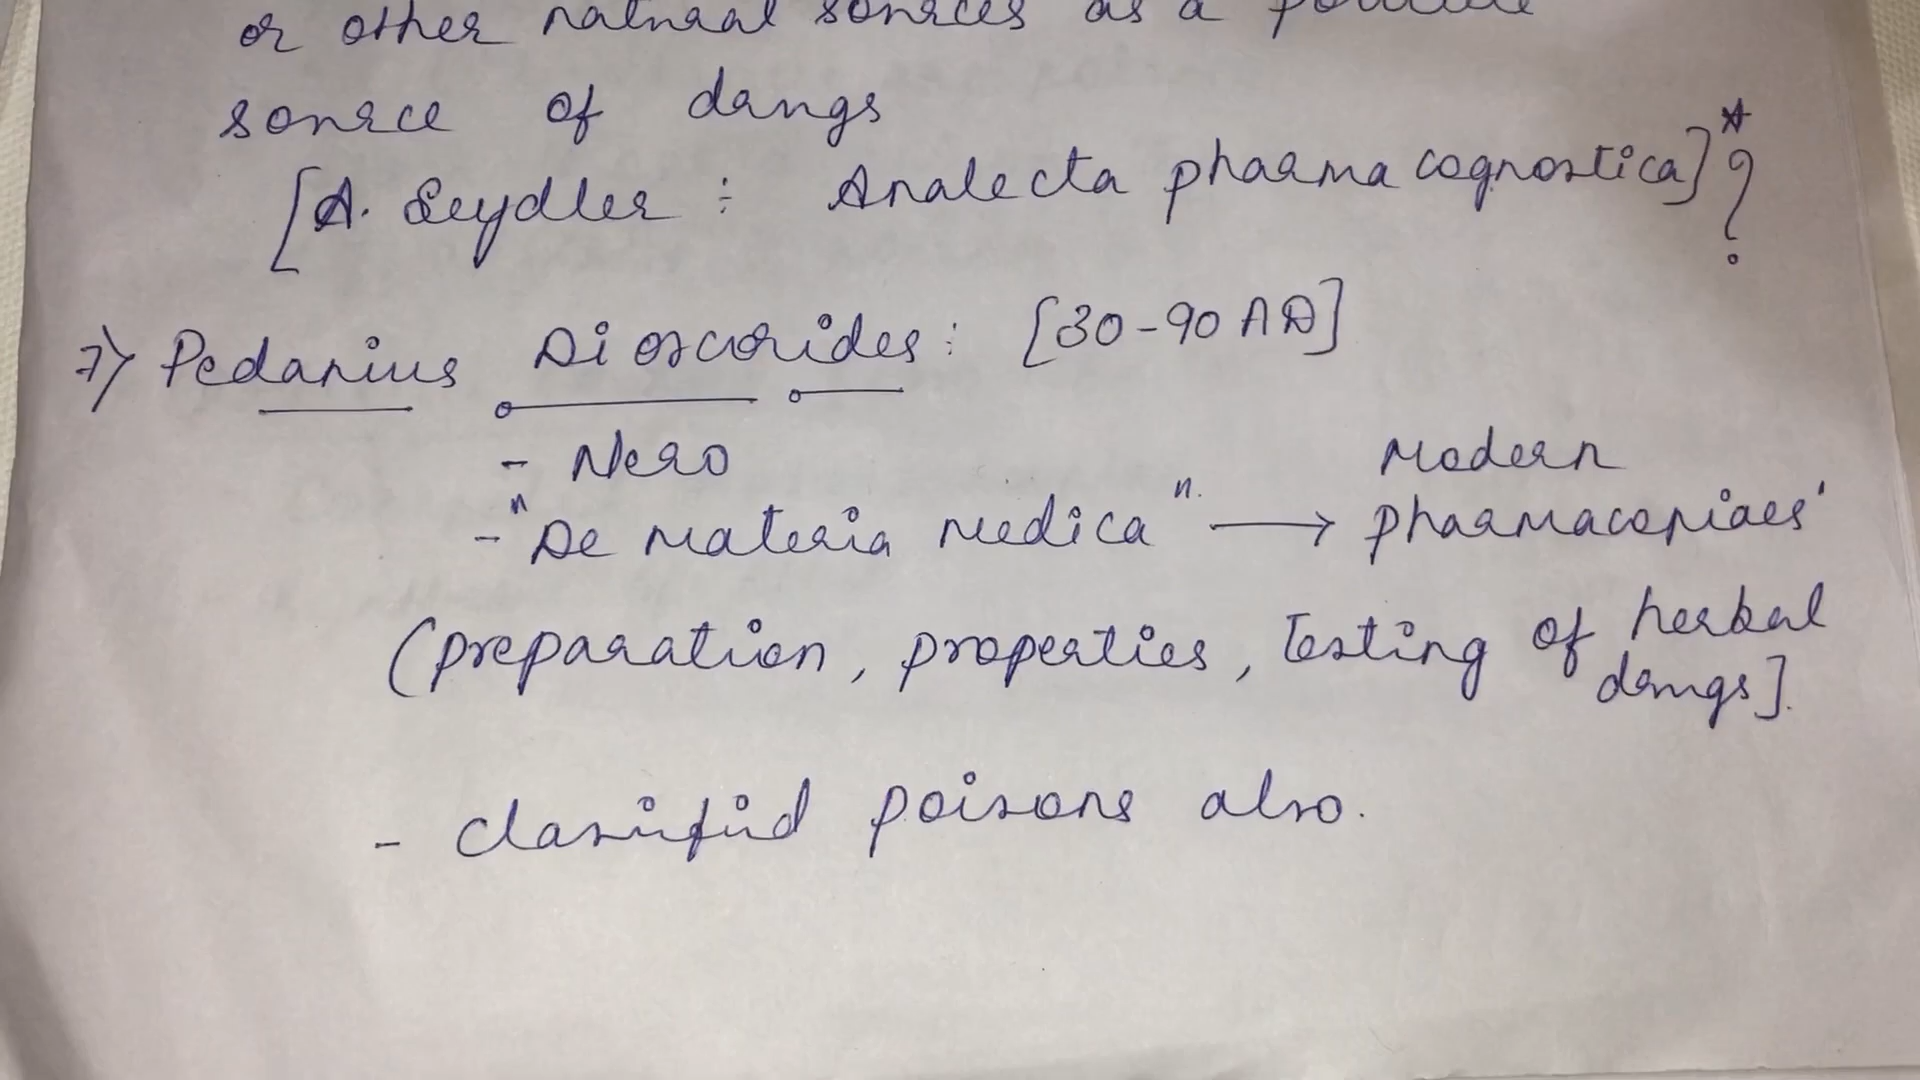 or other natural sources as a
source of drugs
[A. Seydler : Analecta pharmacognostica]*?
7) Pedanius Dioscorides: [30-90 AD]
- Nero
- "De Materia Medica" → Modern pharmacopiaes'
(preparation, properties, Testing of herbal drugs].
- Classified poisons also.